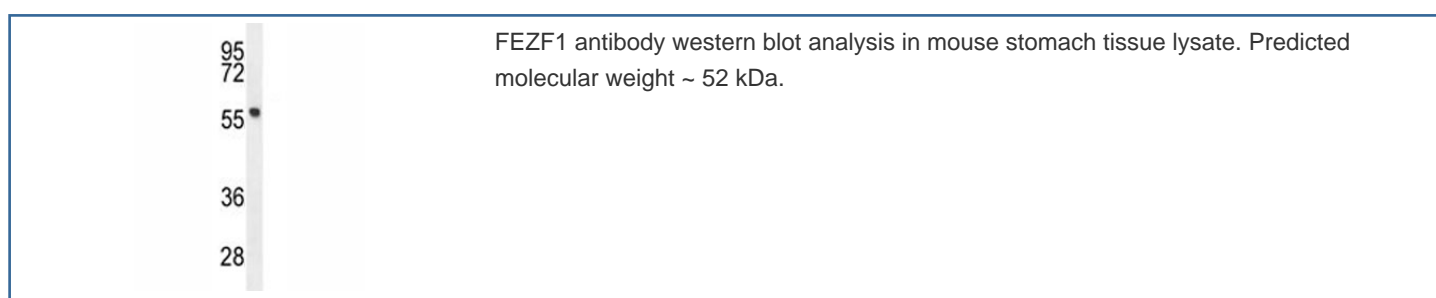 95
72
55
36
28
FEZF1 antibody western blot analysis in mouse stomach tissue lysate. Predicted
molecular weight ~ 52 kDa.